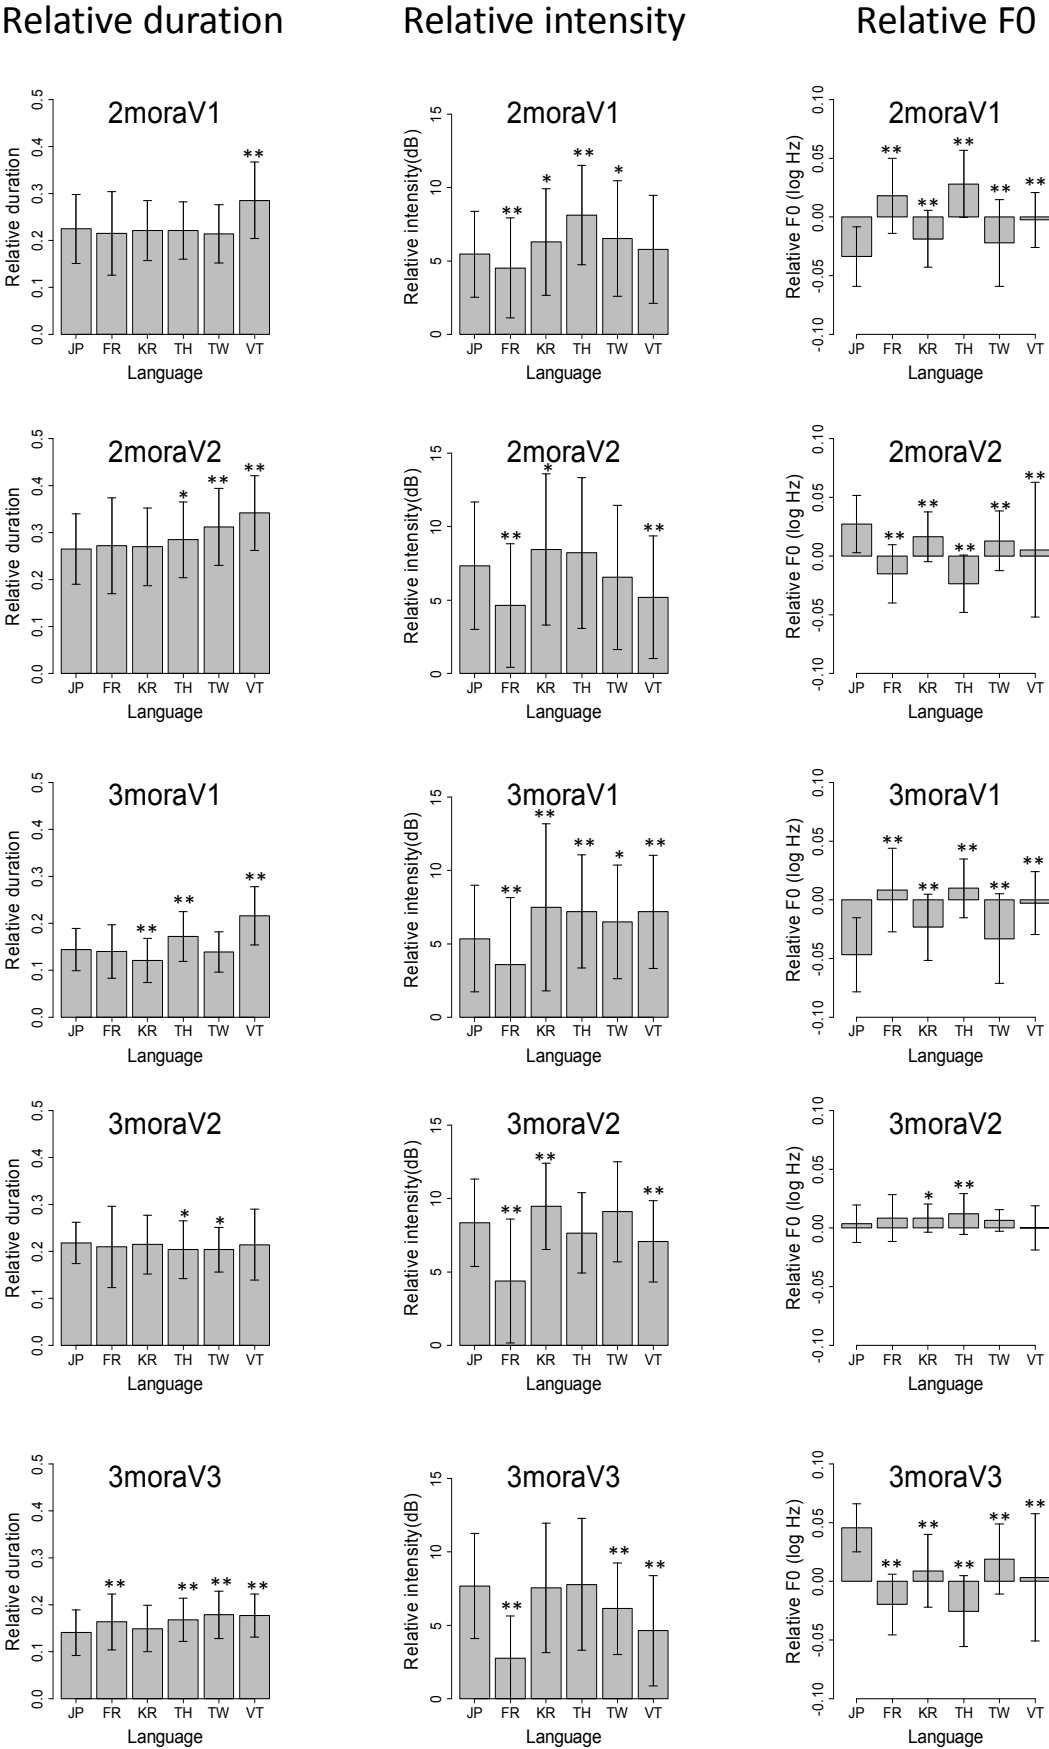 Relative duration Relative intensity Relative F0
2moraV1 2moraV1 2moraV1
Relative duration
0.0 0.1 0.2 0.3 0.4 0.5
**
JP FR KR TH TW VT
Language
Relative intensity(dB)
0 5 10 15
** * ** *
JP FR KR TH TW VT
Language
Relative F0 (log Hz)
-0.10 -0.05 0.00 0.05 0.10
** ** ** ** **
JP FR KR TH TW VT
Language
2moraV2 2moraV2 2moraV2
Relative duration
0.0 0.1 0.2 0.3 0.4 0.5
* ** **
JP FR KR TH TW VT
Language
Relative intensity(dB)
0 5 10 15
** * **
JP FR KR TH TW VT
Language
Relative F0 (log Hz)
-0.10 -0.05 0.00 0.05 0.10
** ** ** ** **
JP FR KR TH TW VT
Language
3moraV1 3moraV1 3moraV1
Relative duration
0.0 0.1 0.2 0.3 0.4 0.5
** ** **
JP FR KR TH TW VT
Language
Relative intensity(dB)
0 5 10 15
** ** ** * **
JP FR KR TH TW VT
Language
Relative F0 (log Hz)
-0.10 -0.05 0.00 0.05 0.10
** ** ** ** **
JP FR KR TH TW VT
Language
3moraV2 3moraV2 3moraV2
Relative duration
0.0 0.1 0.2 0.3 0.4 0.5
* *
JP FR KR TH TW VT
Language
Relative intensity(dB)
0 5 10 15
** ** **
JP FR KR TH TW VT
Language
Relative F0 (log Hz)
-0.10 -0.05 0.00 0.05 0.10
* **
JP FR KR TH TW VT
Language
3moraV3 3moraV3 3moraV3
Relative duration
0.0 0.1 0.2 0.3 0.4 0.5
** ** ** **
JP FR KR TH TW VT
Language
Relative intensity(dB)
0 5 10 15
** ** **
JP FR KR TH TW VT
Language
Relative F0 (log Hz)
-0.10 -0.05 0.00 0.05 0.10
** ** ** ** **
JP FR KR TH TW VT
Language